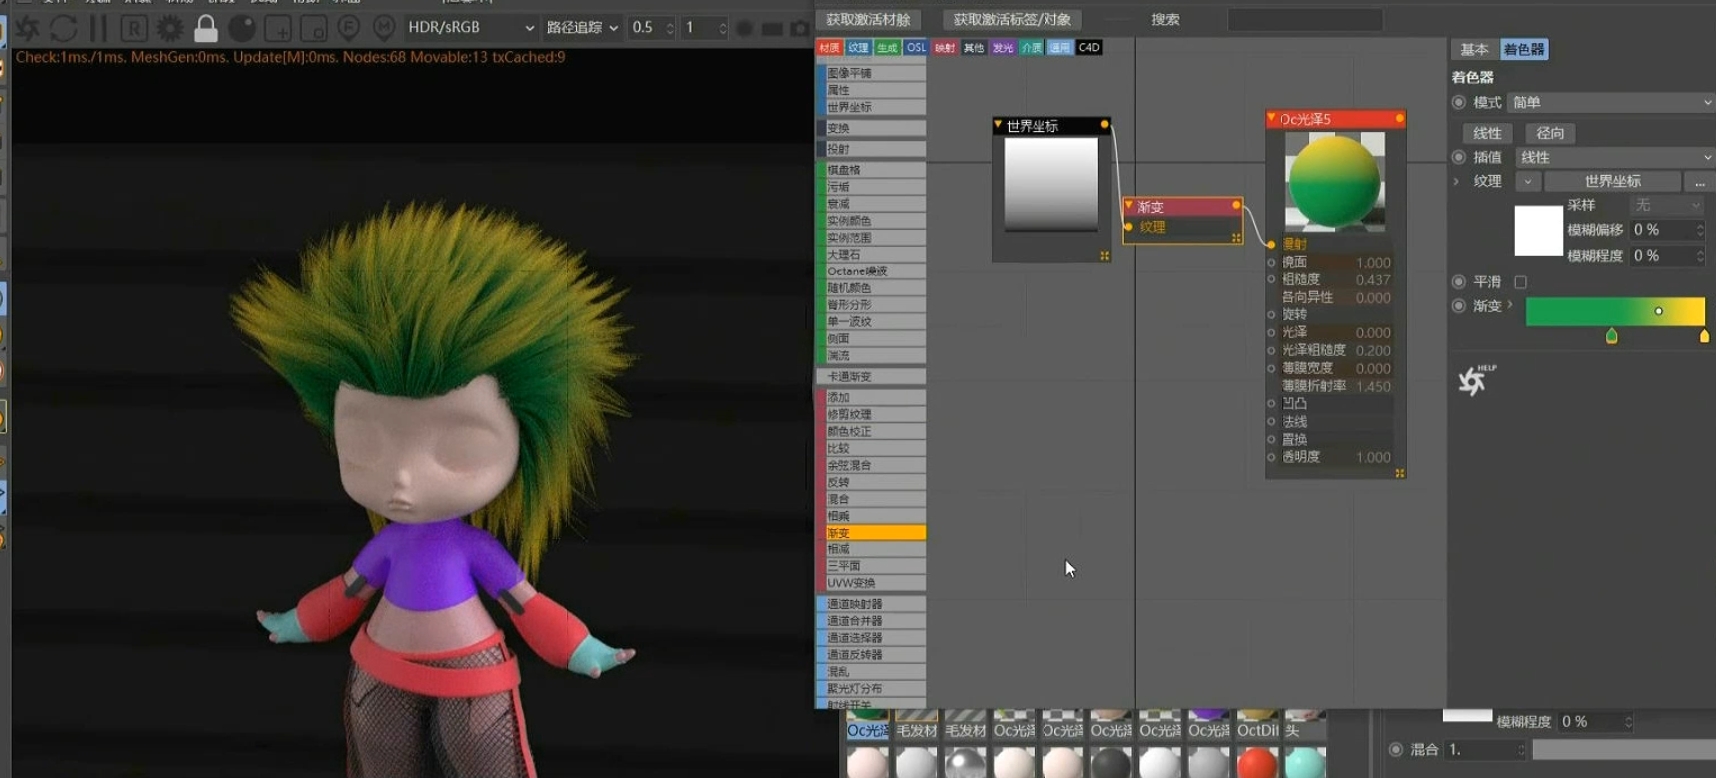 HDR/sRGB
路径追踪
0.5
1
Check:1ms./1ms. MeshGen:0ms. Update[M]:0ms. Nodes:68 Movable:13 txCached:9
获取激活材料
获取激活标签/对象
搜索
材质 纹理 生成 OSL 映射 其他 发光 介质 通用 C4D
图像平铺
属性
世界坐标
变换
投射
棋盘格
污垢
衰减
实例颜色
实例范围
大理石
Octane噪波
随机颜色
脊形分形
单一波纹
侧面
湍流
卡通渐变
添加
修剪纹理
颜色校正
比较
余弦混合
反转
混合
相乘
渐变
相减
三平面
UVW变换
通道映射器
通道合并器
通道选择器
通道反转器
混乱
聚光灯分布
射线开关
世界坐标
渐变
纹理
Oc光泽5
漫射
镜面 1.000
粗糙度 0.437
各向异性 0.000
旋转
光泽 0.000
光泽粗糙度 0.200
薄膜宽度 0.000
薄膜折射率 1.450
凹凸
法线
置换
透明度 1.000
基本 着色器
着色器
模式 简单
线性 径向
插值 线性
纹理 世界坐标 ...
采样 无
模糊偏移 0 %
模糊程度 0 %
平滑
渐变
HELP
Oc光泽 毛发材 毛发材 Oc光泽 Oc光泽 Oc光泽 Oc光泽 Oc光泽 OctDif 头
模糊程度 0 %
混合 1.